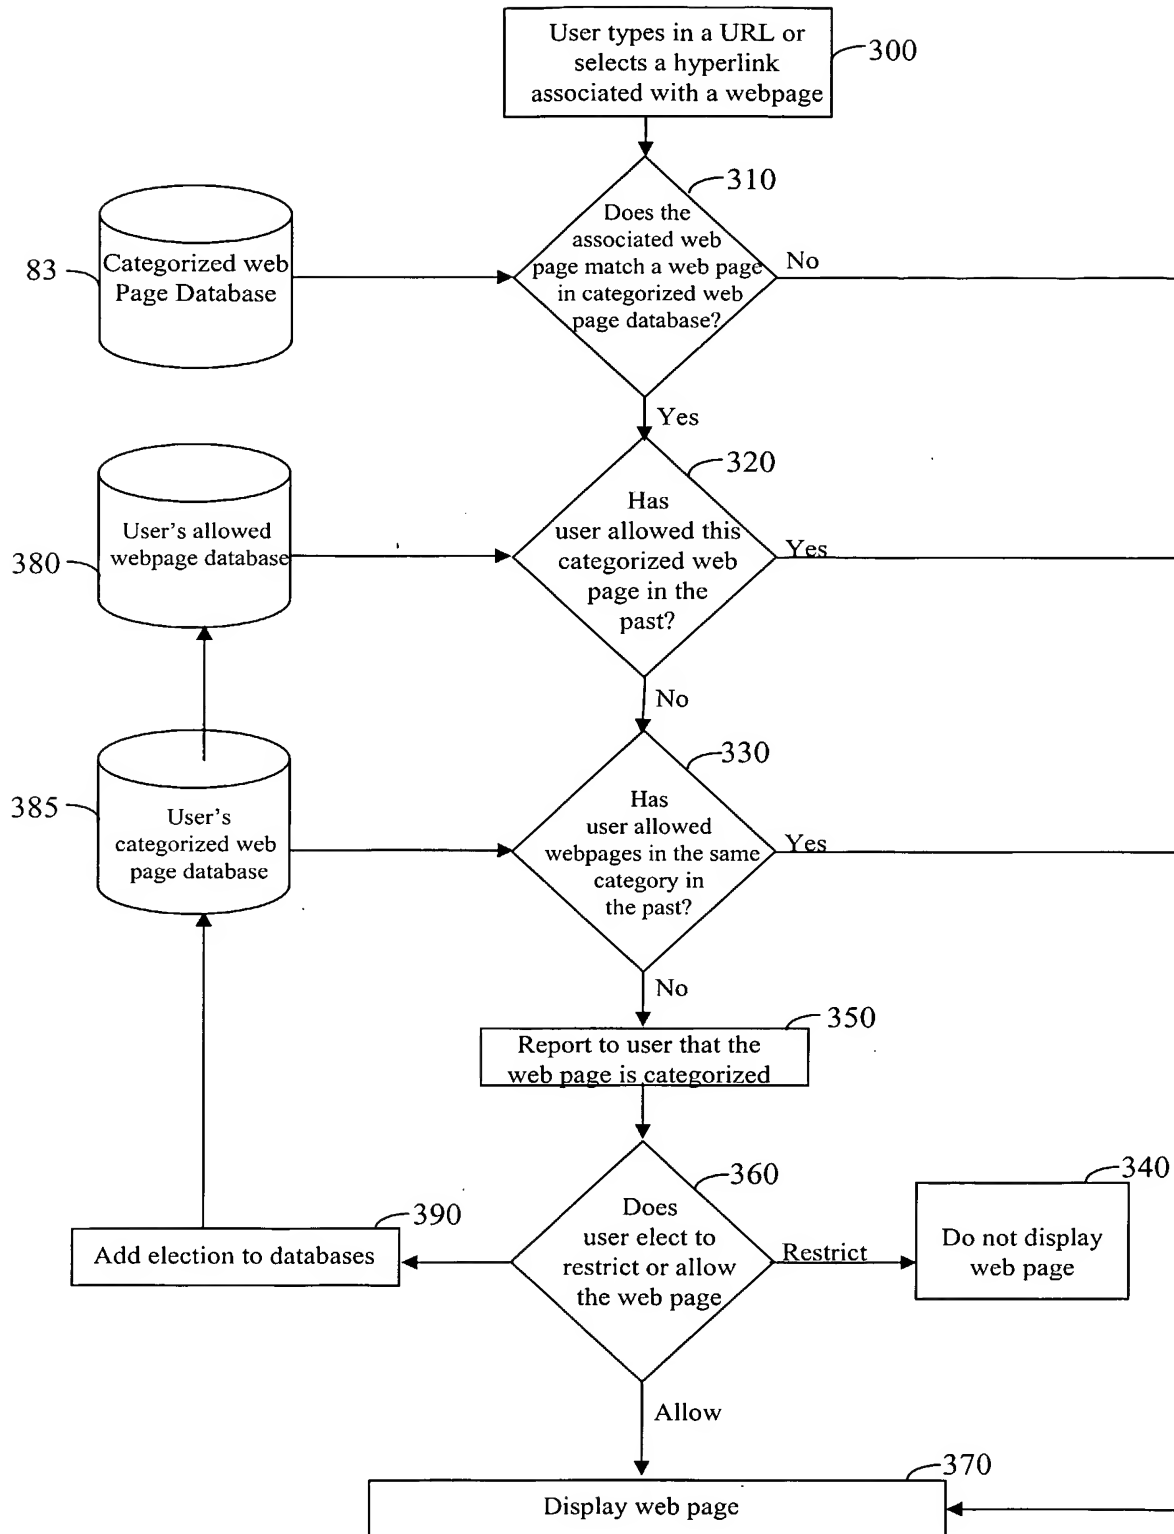 User types in a URL or
selects a hyperlink
associated with a webpage
300
310
Does the
associated web
page match a web page
in categorized web
page database?
No
83
Categorized web
Page Database
Yes
320
Has
user allowed this
categorized web
page in the
past?
Yes
User's allowed
webpage database
380
No
330
Has
user allowed
webpages in the same
category in
the past?
Yes
385
User's
categorized web
page database
No
350
Report to user that the
web page is categorized
360
Does
user elect to
restrict or allow
the web page
Restrict
340
Do not display
web page
390
Add election to databases
Allow
370
Display web page